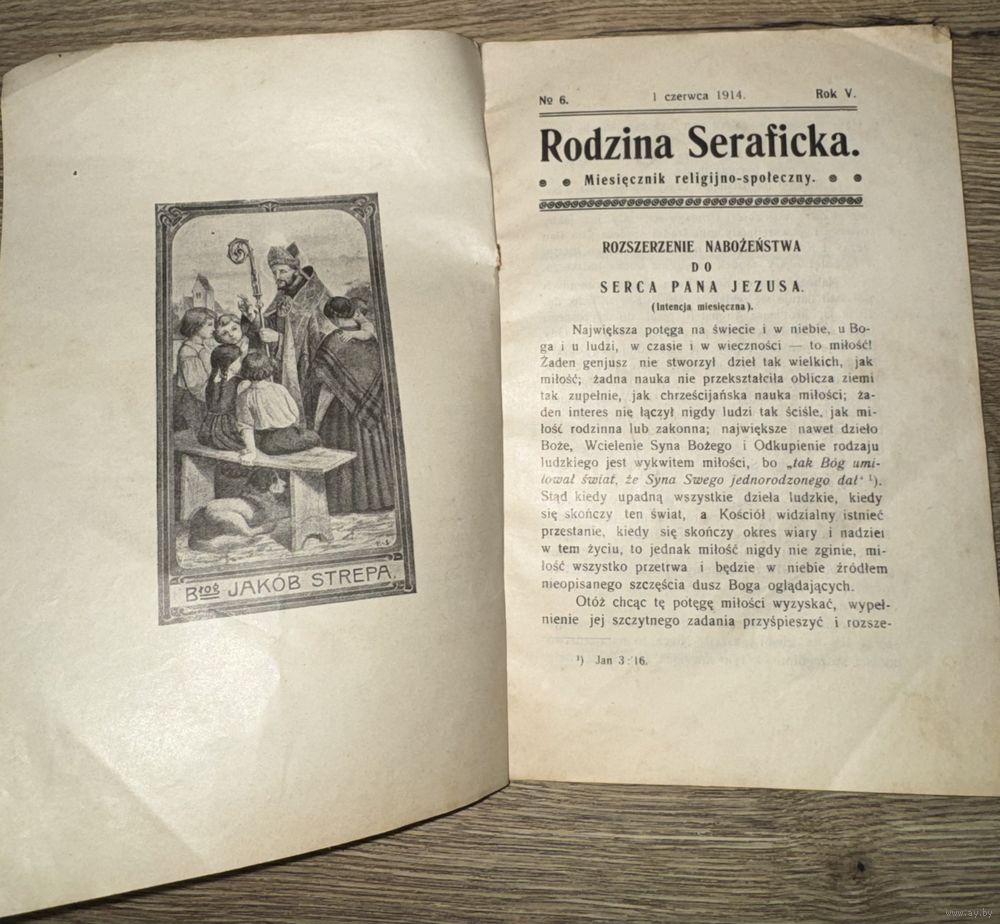 Błog JAKÓB STREPA.
№ 6. 1 czerwca 1914. Rok V.
Rodzina Seraficka.
Miesięcznik religijno-społeczny.
ROZSZERZENIE NABOŻEŃSTWA
DO
SERCA PANA JEZUSA.
(Intencja miesięczna).
Największa potęga na świecie i w niebie, u Bo-
ga i u ludzi, w czasie i w wieczności — to miłość!
Żaden genjusz nie stworzył dzieł tak wielkich, jak
miłość; żadna nauka nie przekształciła oblicza ziemi
tak zupełnie, jak chrześcijańska nauka miłości; ża-
den interes nie łączył nigdy ludzi tak ściśle, jak mi-
łość rodzinna lub zakonna; największe nawet dzieło
Boże, Wcielenie Syna Bożego i Odkupienie rodzaju
ludzkiego jest wykwitem miłości, bo „tak Bóg umi-
łował świat, że Syna Swego jednorodzonego dał“ ¹).
Stąd kiedy upadną wszystkie dzieła ludzkie, kiedy
się skończy ten świat, a Kościół widzialny istnieć
przestanie, kiedy się skończy okres wiary i nadziei
w tem życiu, to jednak miłość nigdy nie zginie, mi-
łość wszystko przetrwa i będzie w niebie źródłem
nieopisanego szczęścia dusz Boga oglądających.
Otóż chcąc tę potęgę miłości wyzyskać, wypeł-
nienie jej szczytnego zadania przyśpieszyć i rozsze-
¹) Jan 3 : 16.
www.ay.by